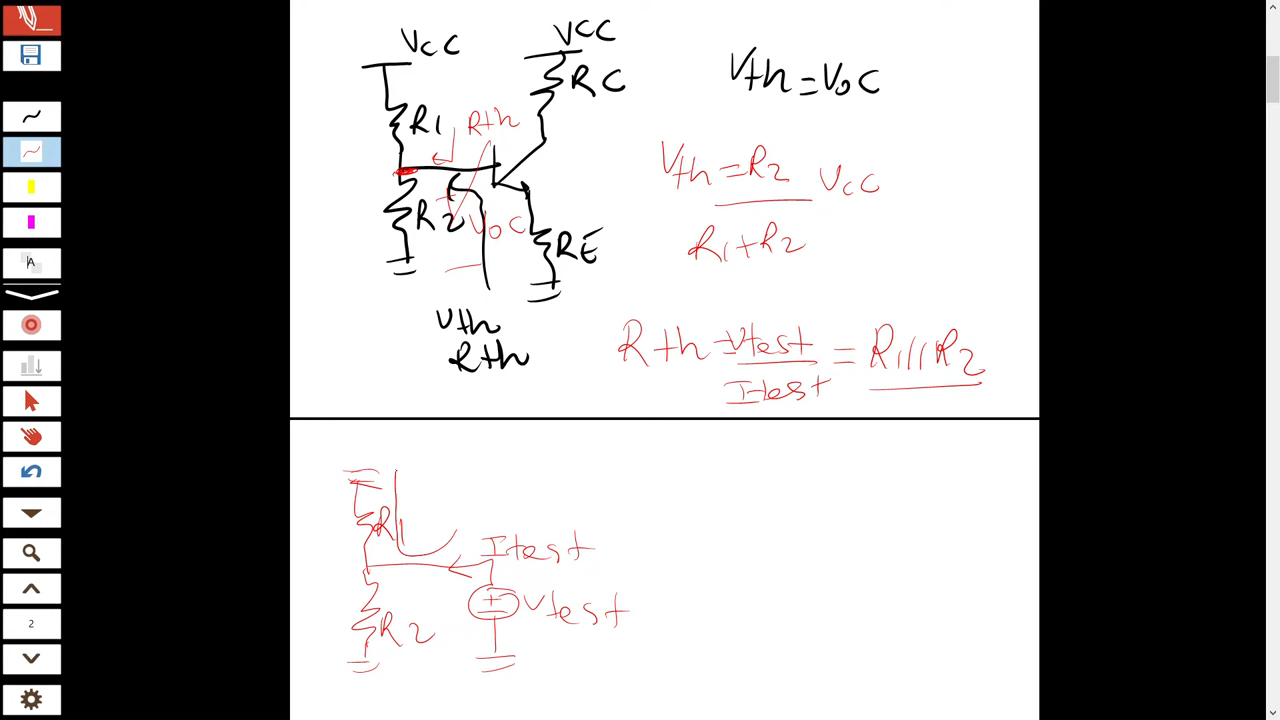 VCC
VCC
RC
R1
Rth
R2
VOC
RE
Vth
Rth
Vth=VOC
Vth=R2 VCC
R1+R2
Rth=Vtest = R1||R2
Itest
R1
Itest
Vtest
R2
A
2